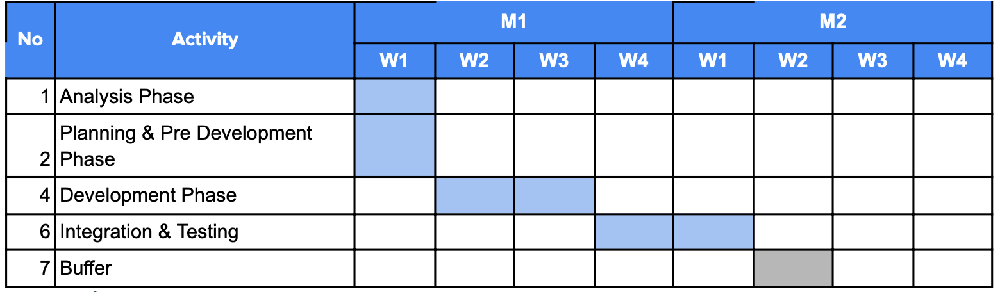 No Activity M1 M2
W1 W2 W3 W4 W1 W2 W3 W4
1 Analysis Phase
Planning & Pre Development
2 Phase
4 Development Phase
6 Integration & Testing
7 Buffer